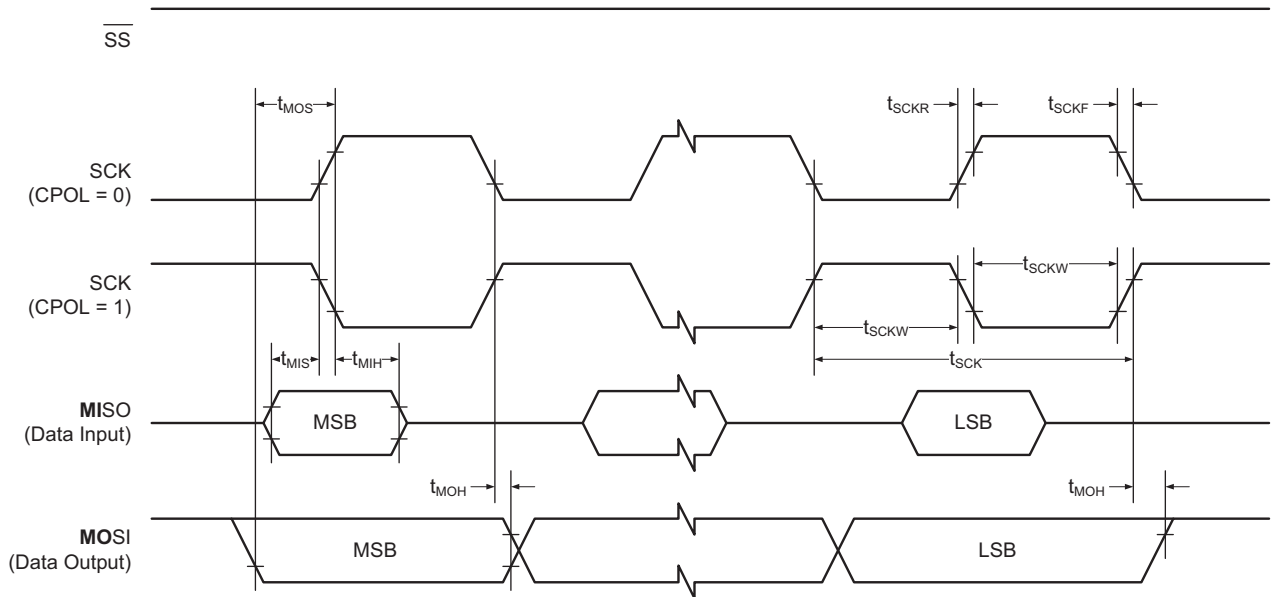 SS
tMOS
tSCKR
tSCKF
SCK
(CPOL = 0)
SCK
(CPOL = 1)
tSCKW
tSCKW
tSCK
tMIS
tMIH
MISO
(Data Input)
MSB
LSB
tMOH
tMOH
MOSI
(Data Output)
MSB
LSB